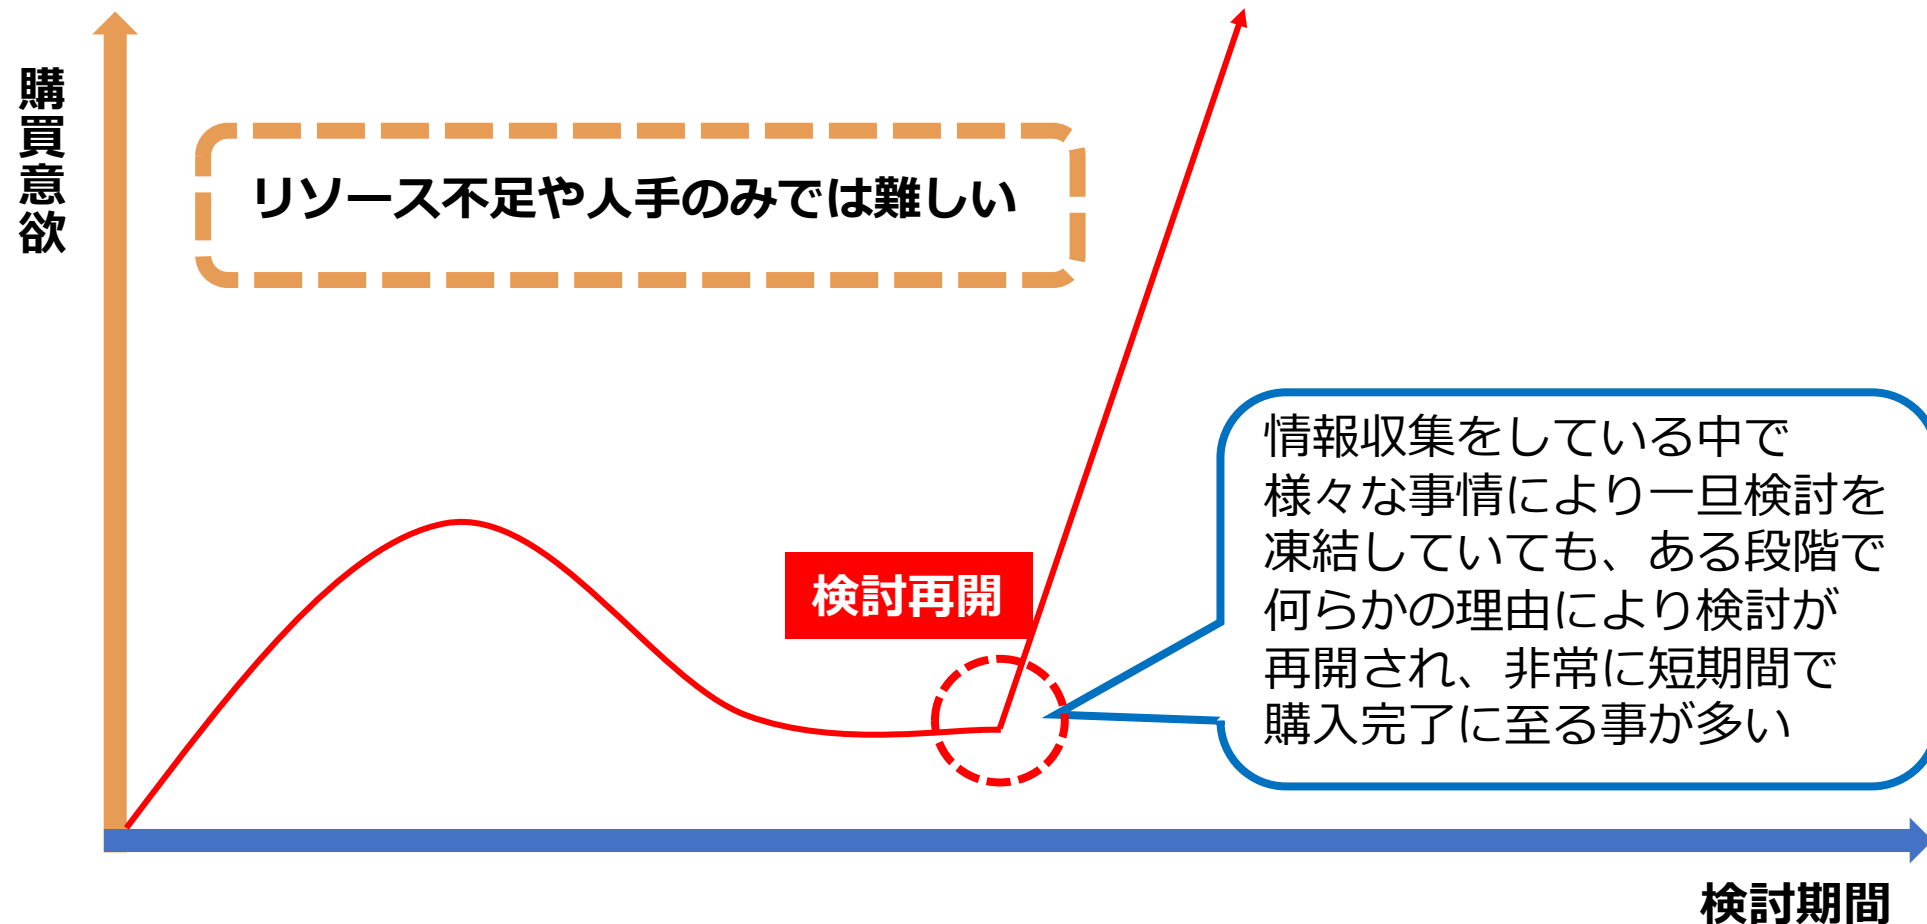 購買意欲
リソース不足や人手のみでは難しい
検討再開
情報収集をしている中で
様々な事情により一旦検討を
凍結していても、ある段階で
何らかの理由により検討が
再開され、非常に短期間で
購入完了に至る事が多い
検討期間